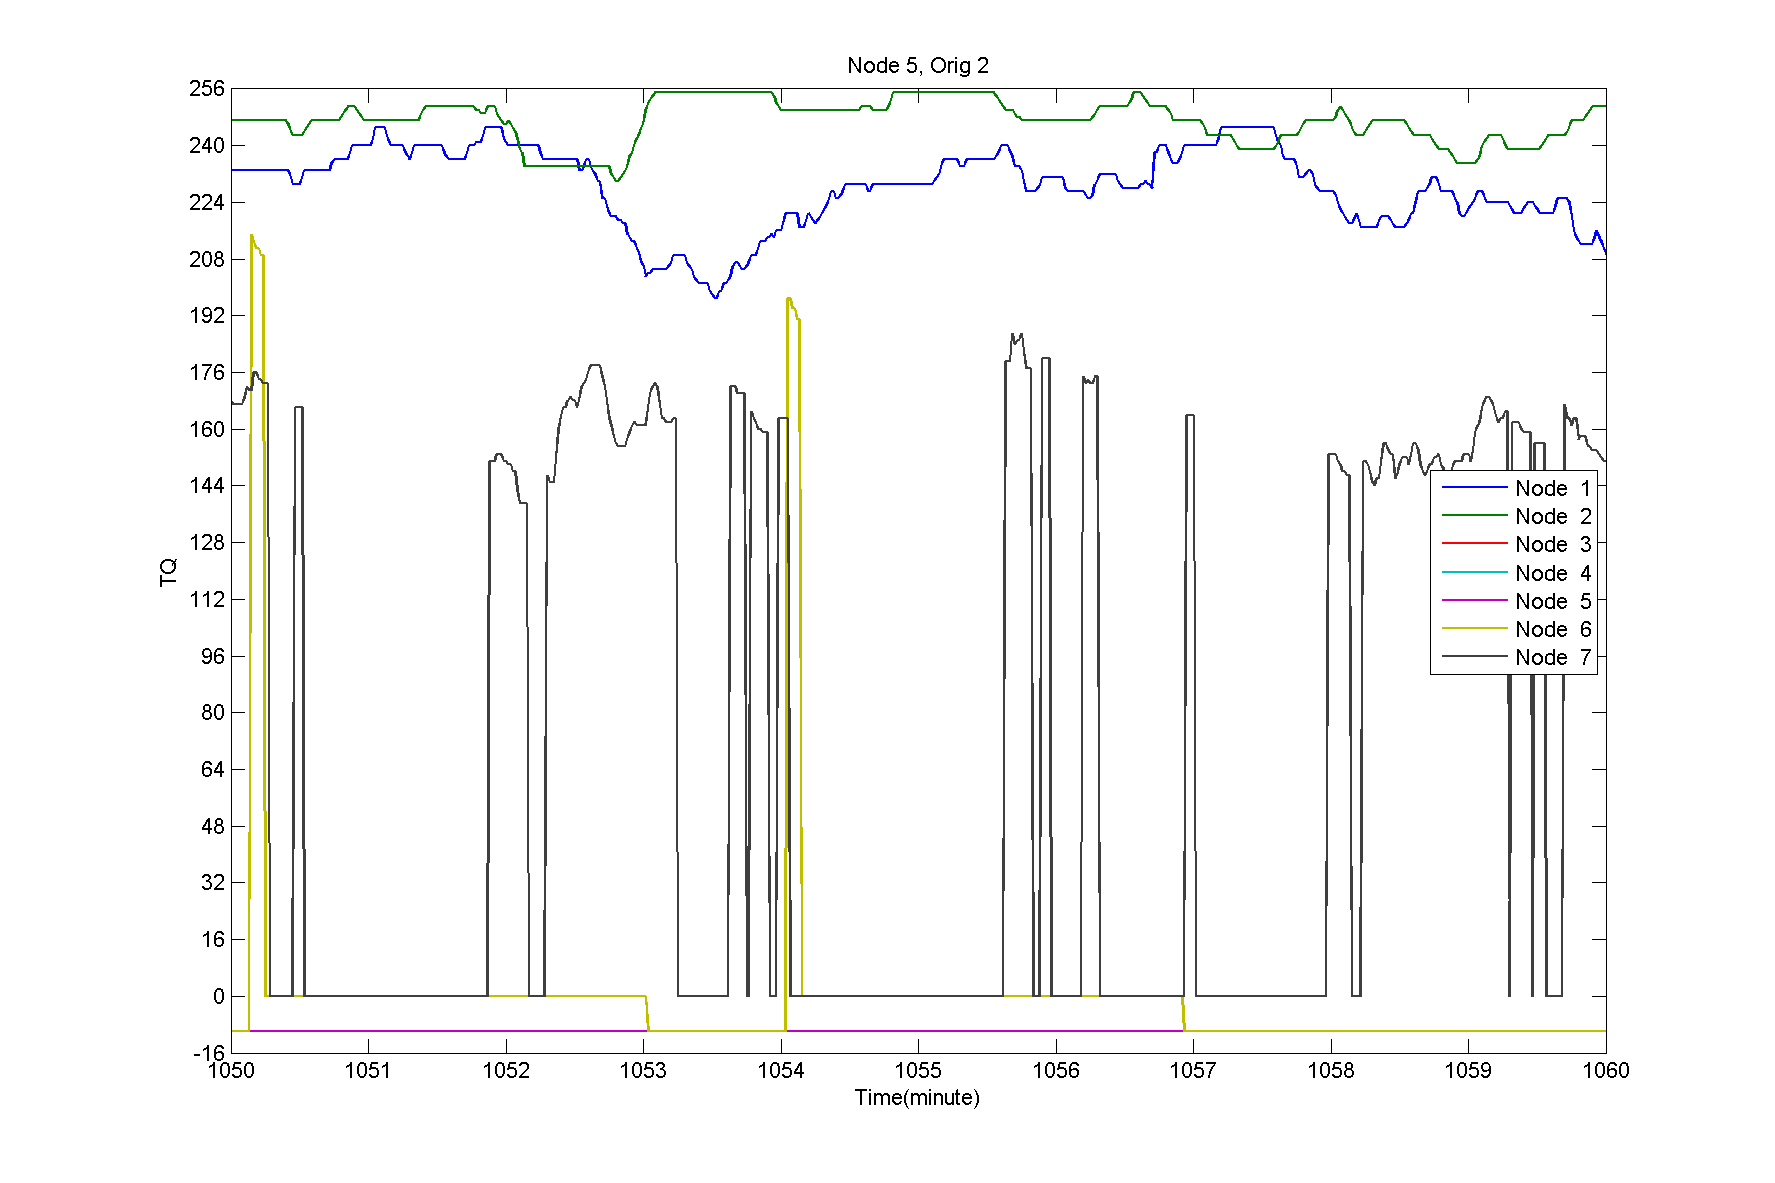 Node 5, Orig 2
256
240
224
208
192
176
160
144
128
112
96
80
64
48
32
16
0
-16
TQ
Node 1
Node 2
Node 3
Node 4
Node 5
Node 6
Node 7
1050 1051 1052 1053 1054 1055 1056 1057 1058 1059 1060
Time(minute)